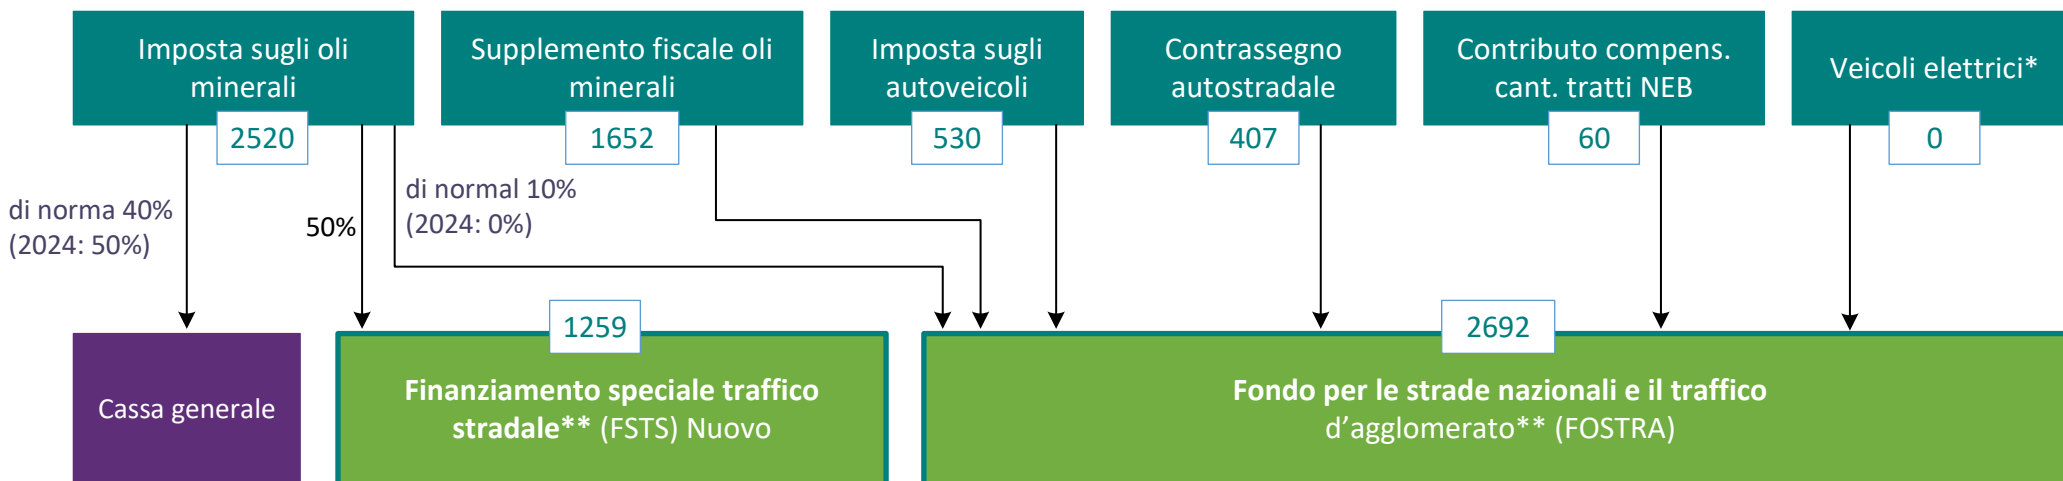 Imposta sugli oli
minerali
2520
Supplemento fiscale oli
minerali
1652
Imposta sugli
autoveicoli
530
Contrassegno
autostradale
407
Contributo compens.
cant. tratti NEB
60
Veicoli elettrici*
0
di norma 40%
(2024: 50%)
50%
di normal 10%
(2024: 0%)
Cassa generale
1259
Finanziamento speciale traffico
stradale** (FSTS) Nuovo
2692
Fondo per le strade nazionali e il traffico
d’agglomerato** (FOSTRA)